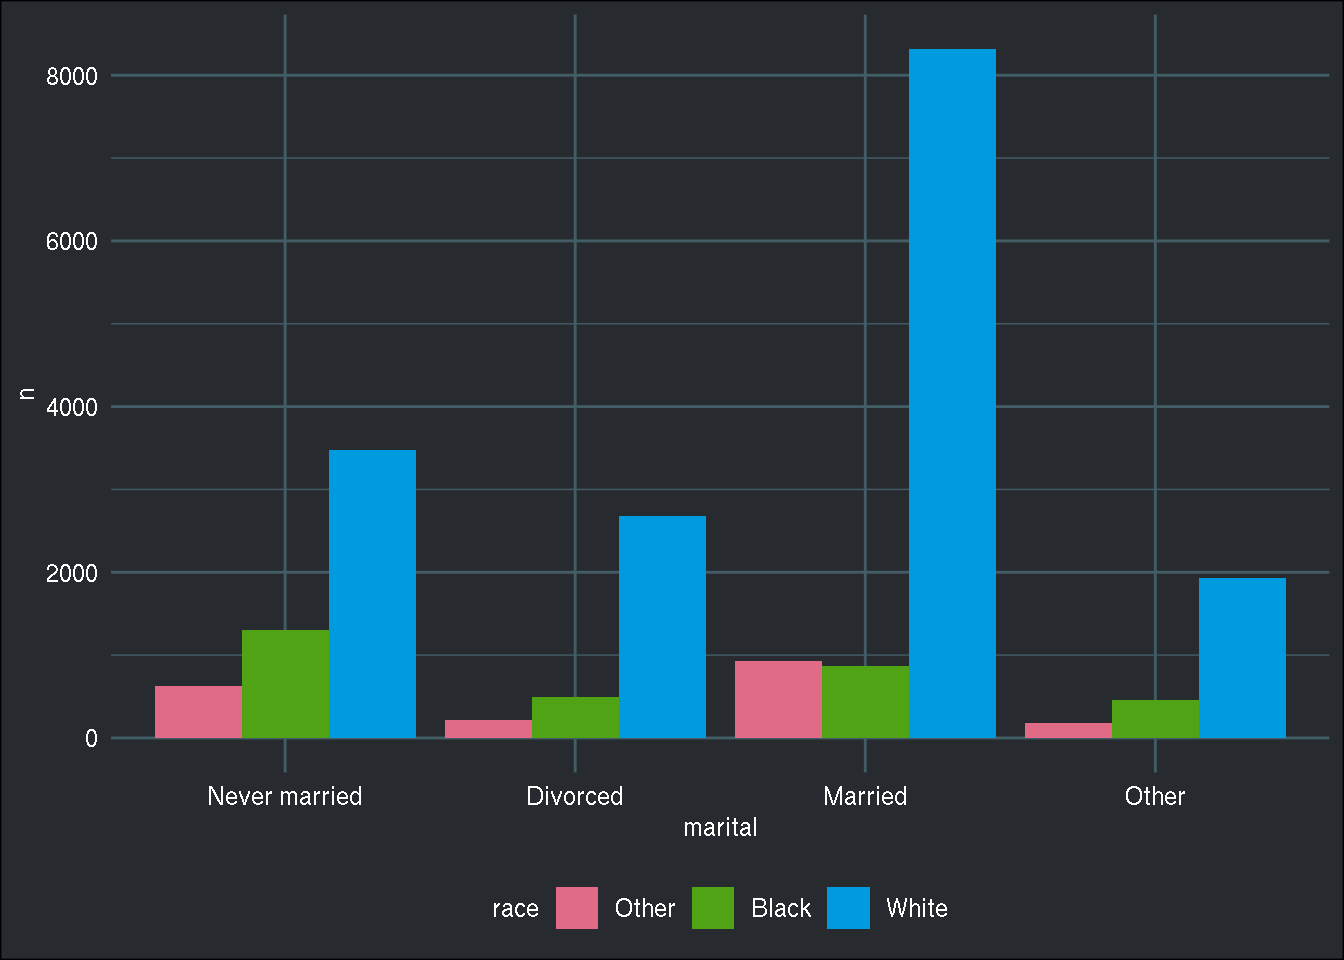 8000
6000
n
4000
2000
0
Never married Divorced Married Other
marital
race Other Black White